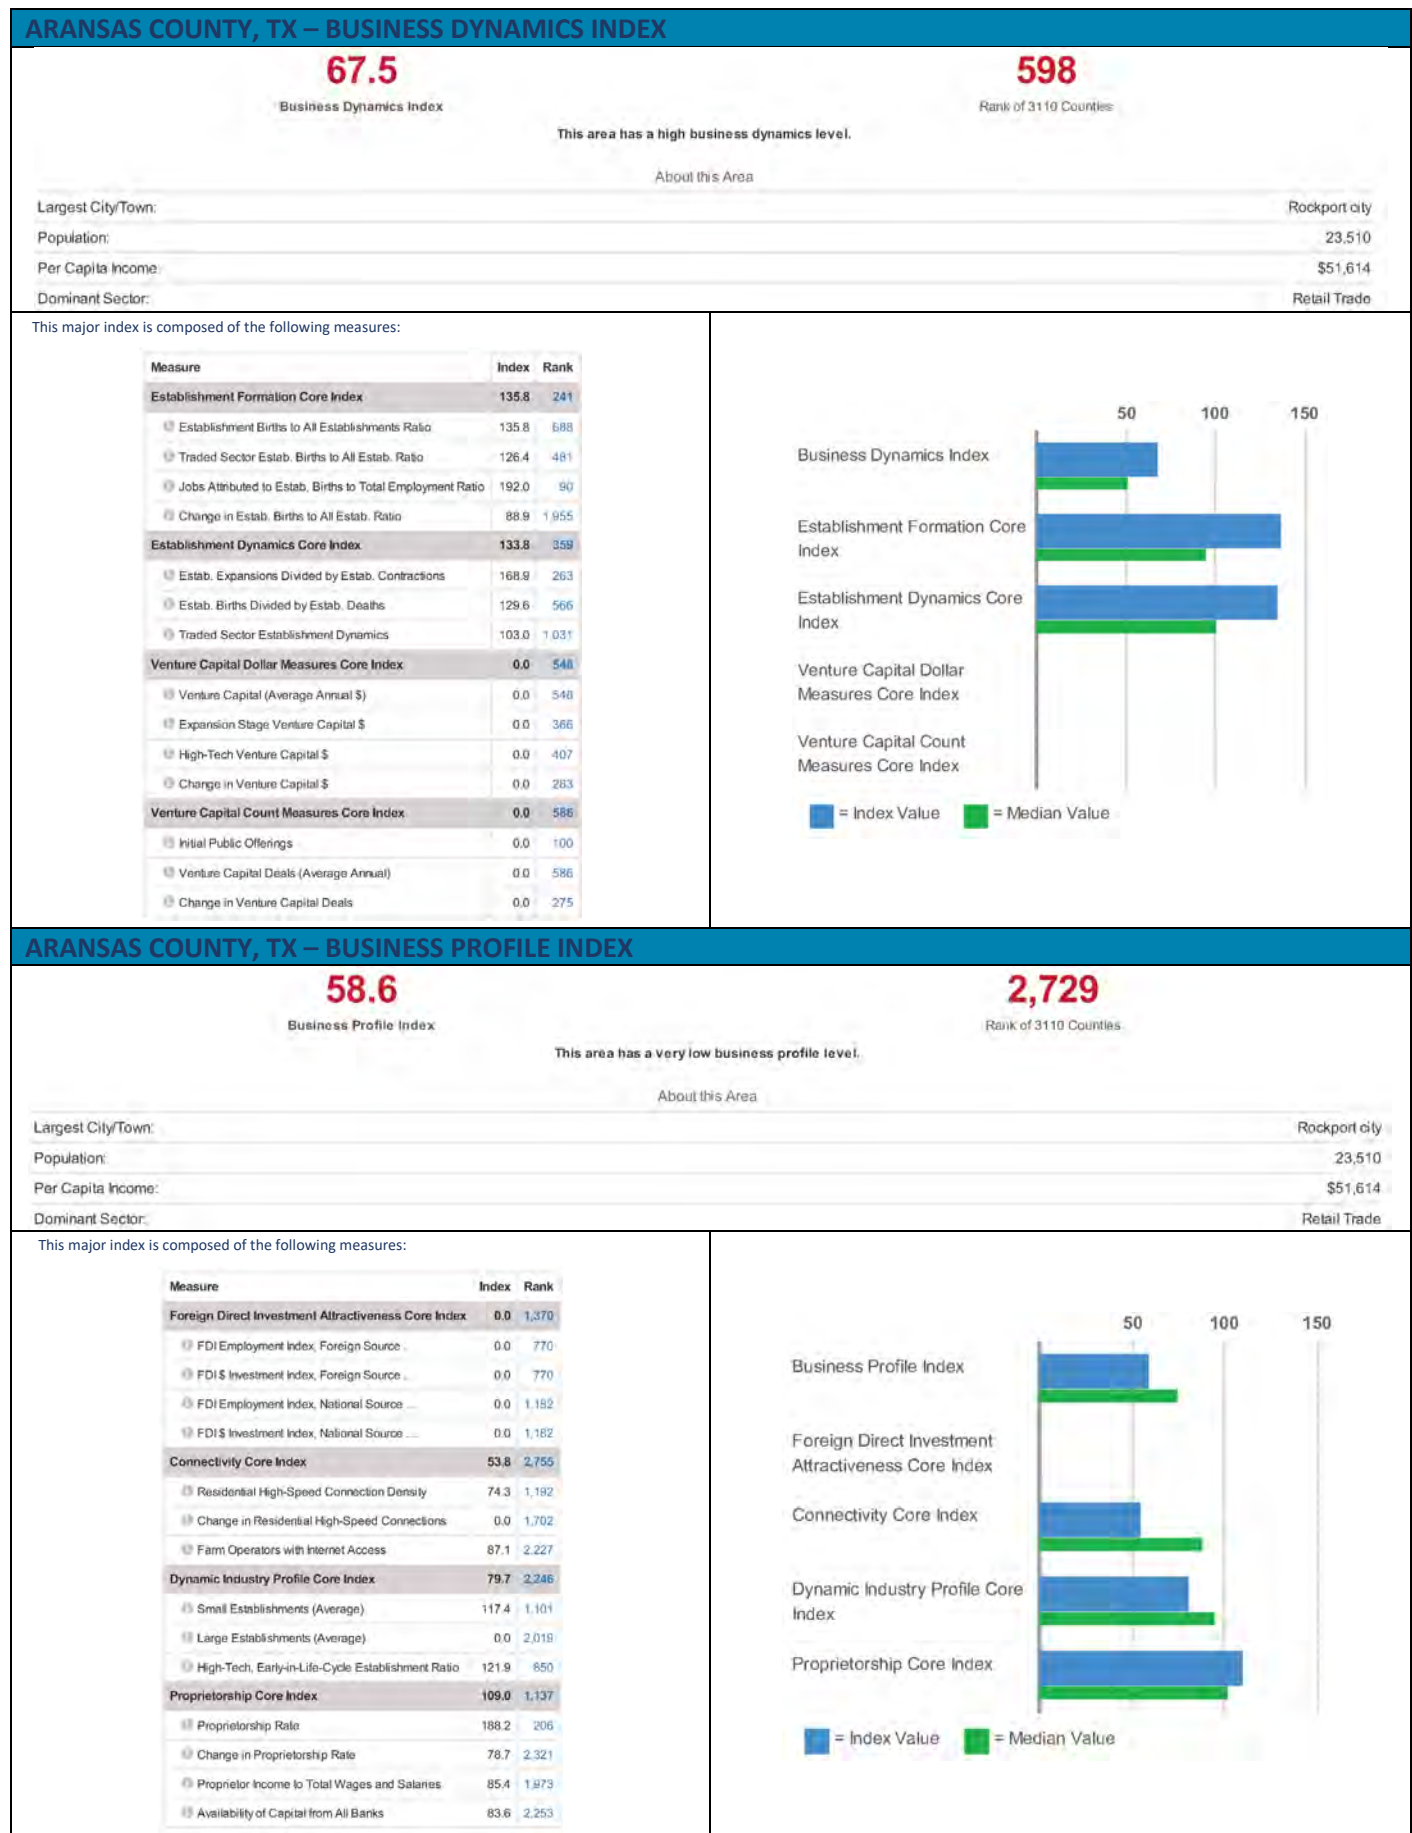 ARANSAS COUNTY, TX – BUSINESS DYNAMICS INDEX
67.5
598
Business Dynamics Index
Rank of 3110 Counties
This area has a high business dynamics level.
About this Area
Largest City/Town: Rockport city
Population: 23,510
Per Capita Income: $51,614
Dominant Sector: Retail Trade
This major index is composed of the following measures:
Measure Index Rank
Establishment Formation Core Index 135.8 241
Establishment Births to All Establishments Ratio 135.8 688
Traded Sector Estab. Births to All Estab. Ratio 126.4 481
Jobs Attributed to Estab. Births to Total Employment Ratio 192.0 90
Change in Estab. Births to All Estab. Ratio 88.9 1,955
Establishment Dynamics Core Index 133.8 359
Estab. Expansions Divided by Estab. Contractions 168.9 263
Estab. Births Divided by Estab. Deaths 129.6 566
Traded Sector Establishment Dynamics 103.0 1,031
Venture Capital Dollar Measures Core Index 0.0 548
Venture Capital (Average Annual $) 0.0 548
Expansion Stage Venture Capital $ 0.0 366
High-Tech Venture Capital $ 0.0 407
Change in Venture Capital $ 0.0 283
Venture Capital Count Measures Core Index 0.0 586
Initial Public Offerings 0.0 100
Venture Capital Deals (Average Annual) 0.0 586
Change in Venture Capital Deals 0.0 275
50 100 150
Business Dynamics Index
Establishment Formation Core
Index
Establishment Dynamics Core
Index
Venture Capital Dollar
Measures Core Index
Venture Capital Count
Measures Core Index
= Index Value = Median Value
ARANSAS COUNTY, TX – BUSINESS PROFILE INDEX
58.6
2,729
Business Profile Index
Rank of 3110 Counties
This area has a very low business profile level.
About this Area
Largest City/Town: Rockport city
Population: 23,510
Per Capita Income: $51,614
Dominant Sector: Retail Trade
This major index is composed of the following measures:
Measure Index Rank
Foreign Direct Investment Attractiveness Core Index 0.0 1,370
FDI Employment Index, Foreign Source ... 0.0 770
FDI $ Investment Index, Foreign Source ... 0.0 770
FDI Employment Index, National Source ... 0.0 1,182
FDI $ Investment Index, National Source ... 0.0 1,182
Connectivity Core Index 53.8 2,755
Residential High-Speed Connection Density 74.3 1,192
Change in Residential High-Speed Connections 0.0 1,702
Farm Operators with Internet Access 87.1 2,227
Dynamic Industry Profile Core Index 79.7 2,246
Small Establishments (Average) 117.4 1,101
Large Establishments (Average) 0.0 2,019
High-Tech, Early-in-Life-Cycle Establishment Ratio 121.9 850
Proprietorship Core Index 109.0 1,137
Proprietorship Rate 188.2 206
Change in Proprietorship Rate 78.7 2,321
Proprietor Income to Total Wages and Salaries 85.4 1,973
Availability of Capital from All Banks 83.6 2,253
50 100 150
Business Profile Index
Foreign Direct Investment
Attractiveness Core Index
Connectivity Core Index
Dynamic Industry Profile Core
Index
Proprietorship Core Index
= Index Value = Median Value